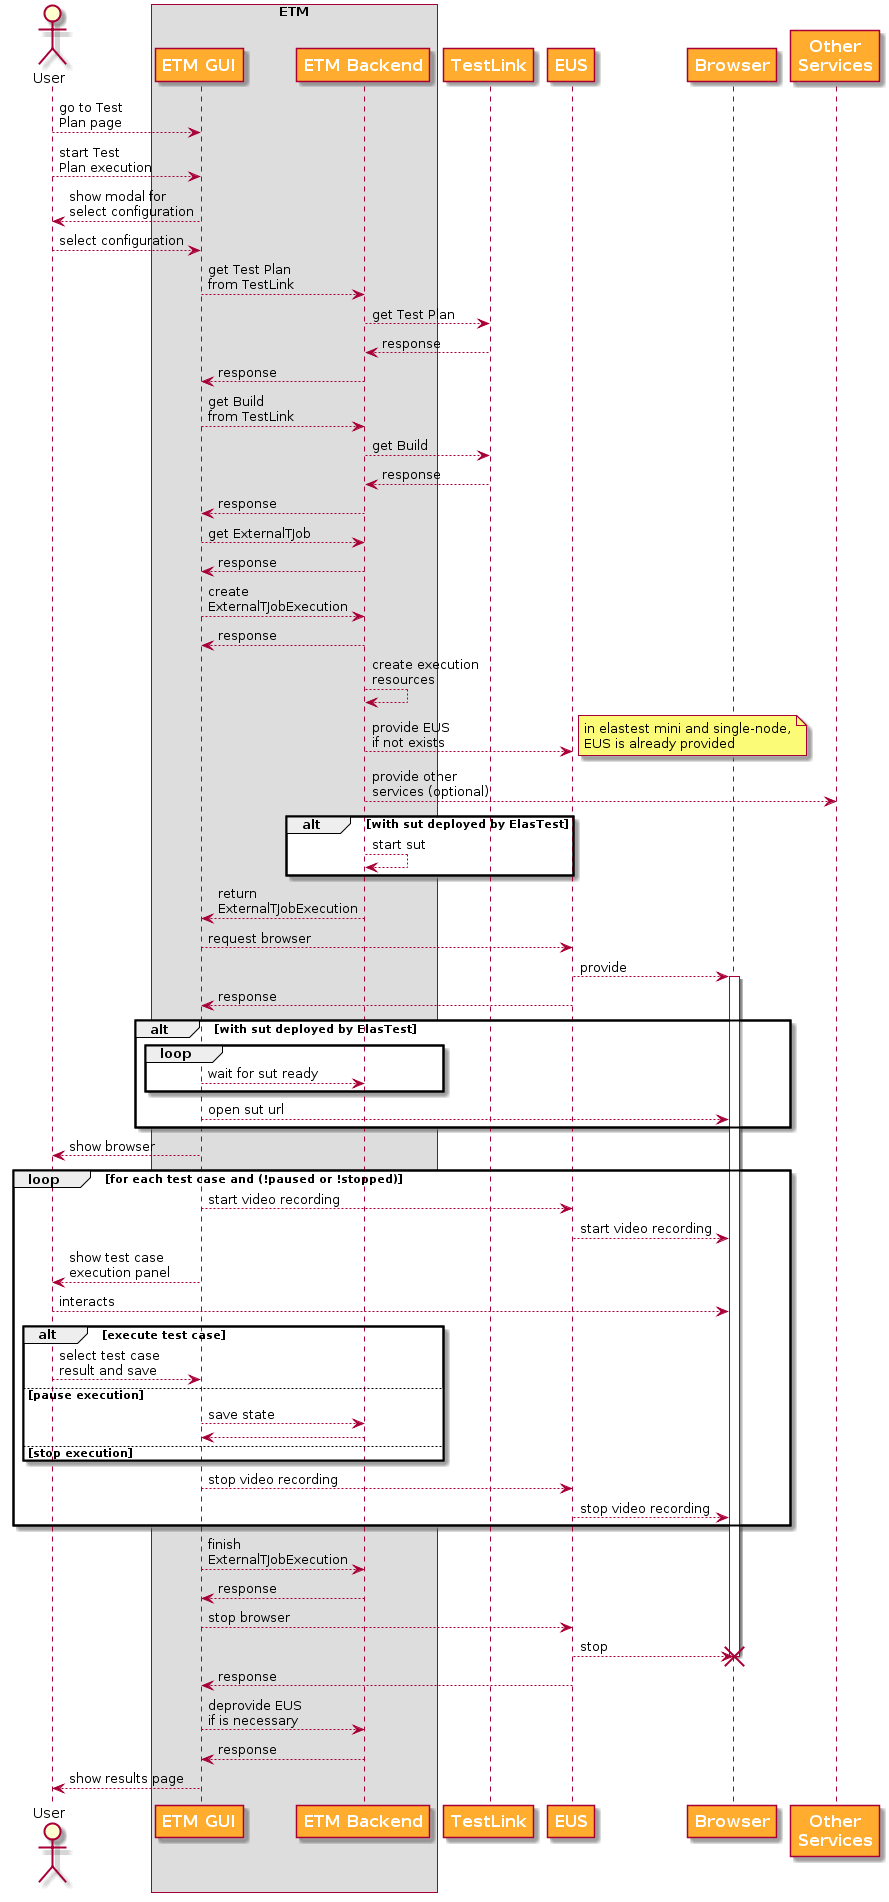 ETM
User
ETM GUI
ETM Backend
TestLink
EUS
Browser
Other
Services
go to Test
Plan page
start Test
Plan execution
show modal for
select configuration
select configuration
get Test Plan
from TestLink
get Test Plan
response
response
get Build
from TestLink
get Build
response
response
get ExternalTJob
response
create
ExternalTJobExecution
response
create execution
resources
provide EUS
if not exists
in elastest mini and single-node,
EUS is already provided
provide other
services (optional)
alt
[with sut deployed by ElasTest]
start sut
return
ExternalTJobExecution
request browser
provide
response
alt
[with sut deployed by ElasTest]
loop
wait for sut ready
open sut url
show browser
loop
[for each test case and (!paused or !stopped)]
start video recording
start video recording
show test case
execution panel
interacts
alt
[execute test case]
select test case
result and save
[pause execution]
save state
[stop execution]
stop video recording
stop video recording
finish
ExternalTJobExecution
response
stop browser
stop
response
deprovide EUS
if is necessary
response
show results page
User
ETM GUI
ETM Backend
TestLink
EUS
Browser
Other
Services